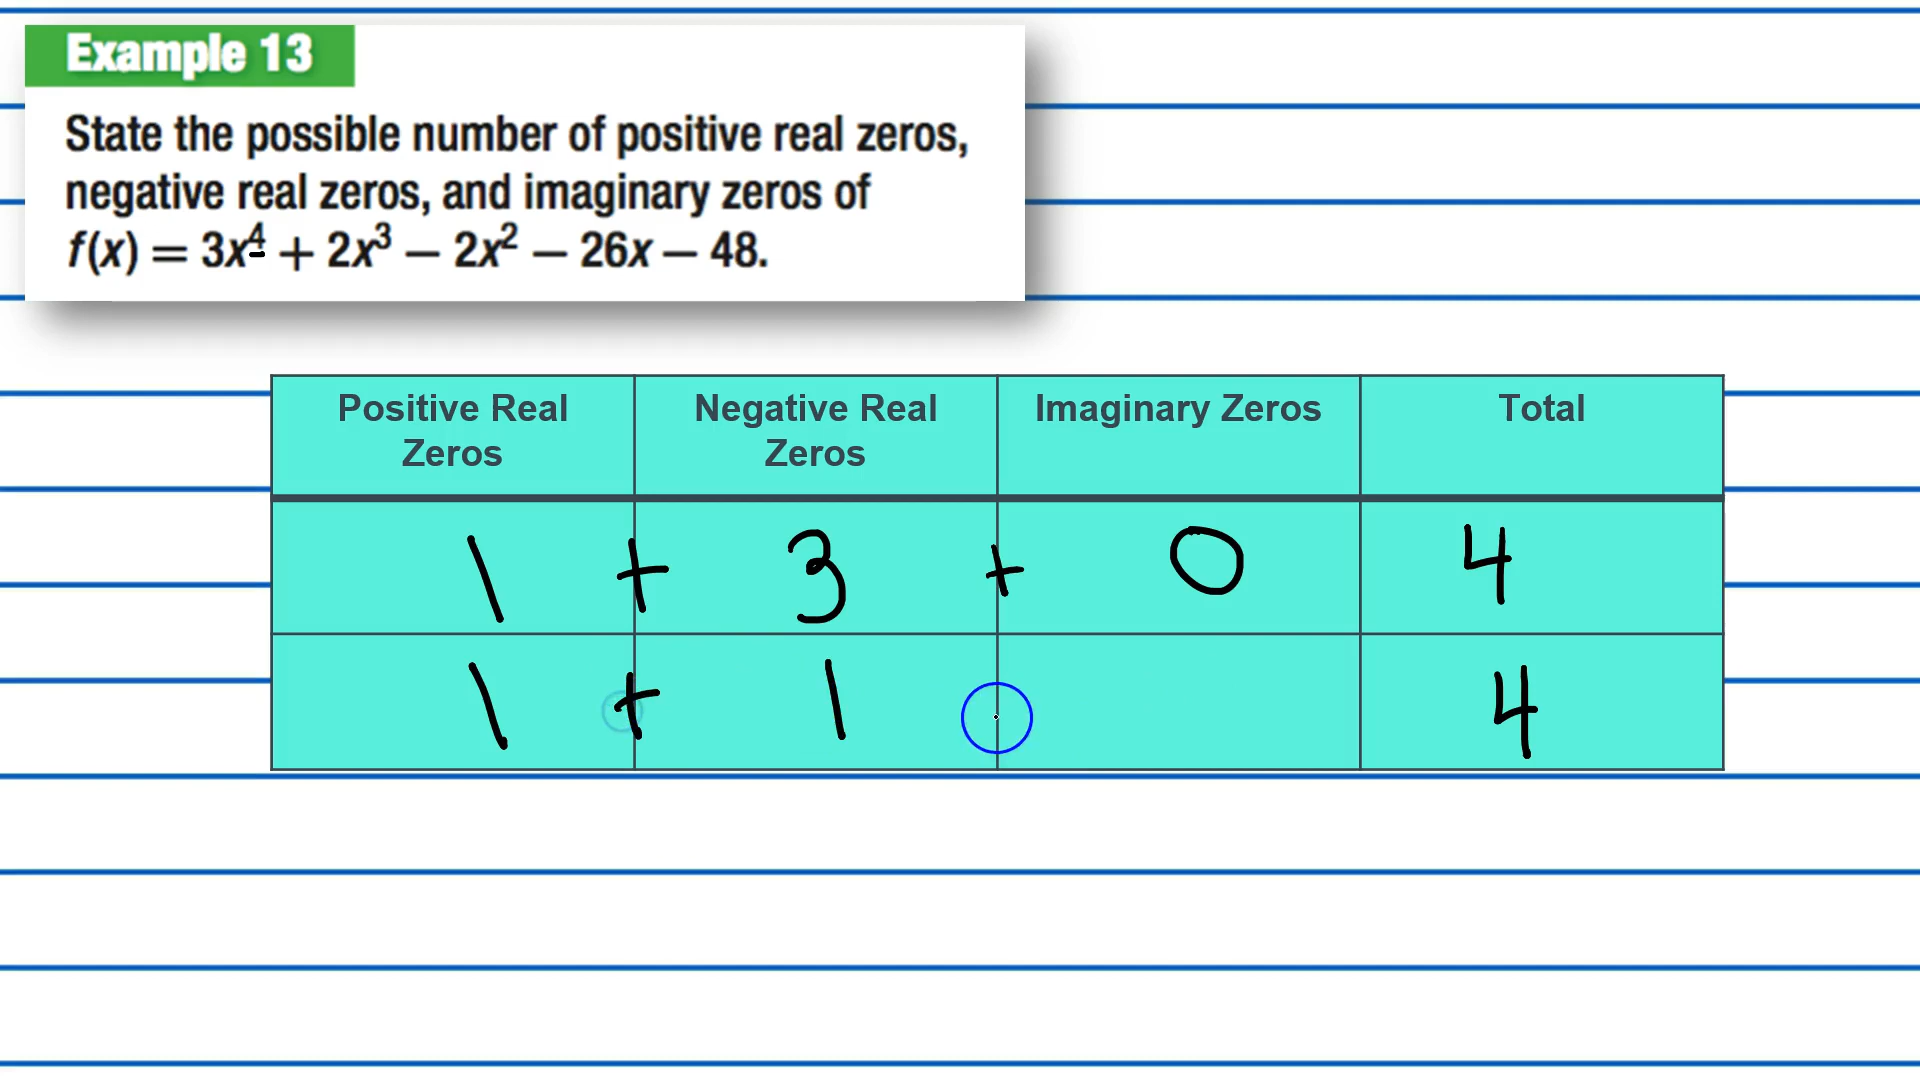 Example 13
State the possible number of positive real zeros,
negative real zeros, and imaginary zeros of
f(x) = 3x⁴ + 2x³ – 2x² – 26x – 48.
Positive Real Zeros
Negative Real Zeros
Imaginary Zeros
Total
1 + 3 + 0 4
1 + 1 4